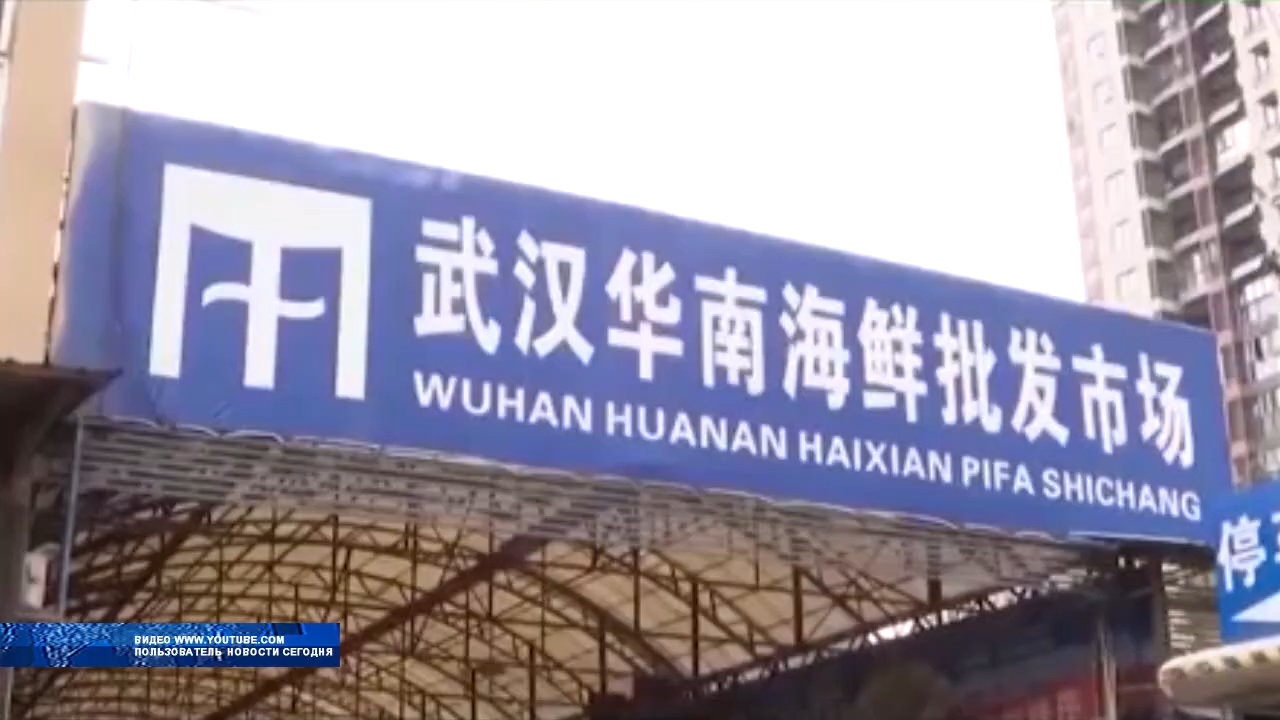 武汉华南海鲜批发市场
WUHAN HUANAN HAIXIAN PIFA SHICHANG
停
ВИДЕО WWW.YOUTUBE.COM
ПОЛЬЗОВАТЕЛЬ НОВОСТИ СЕГОДНЯ